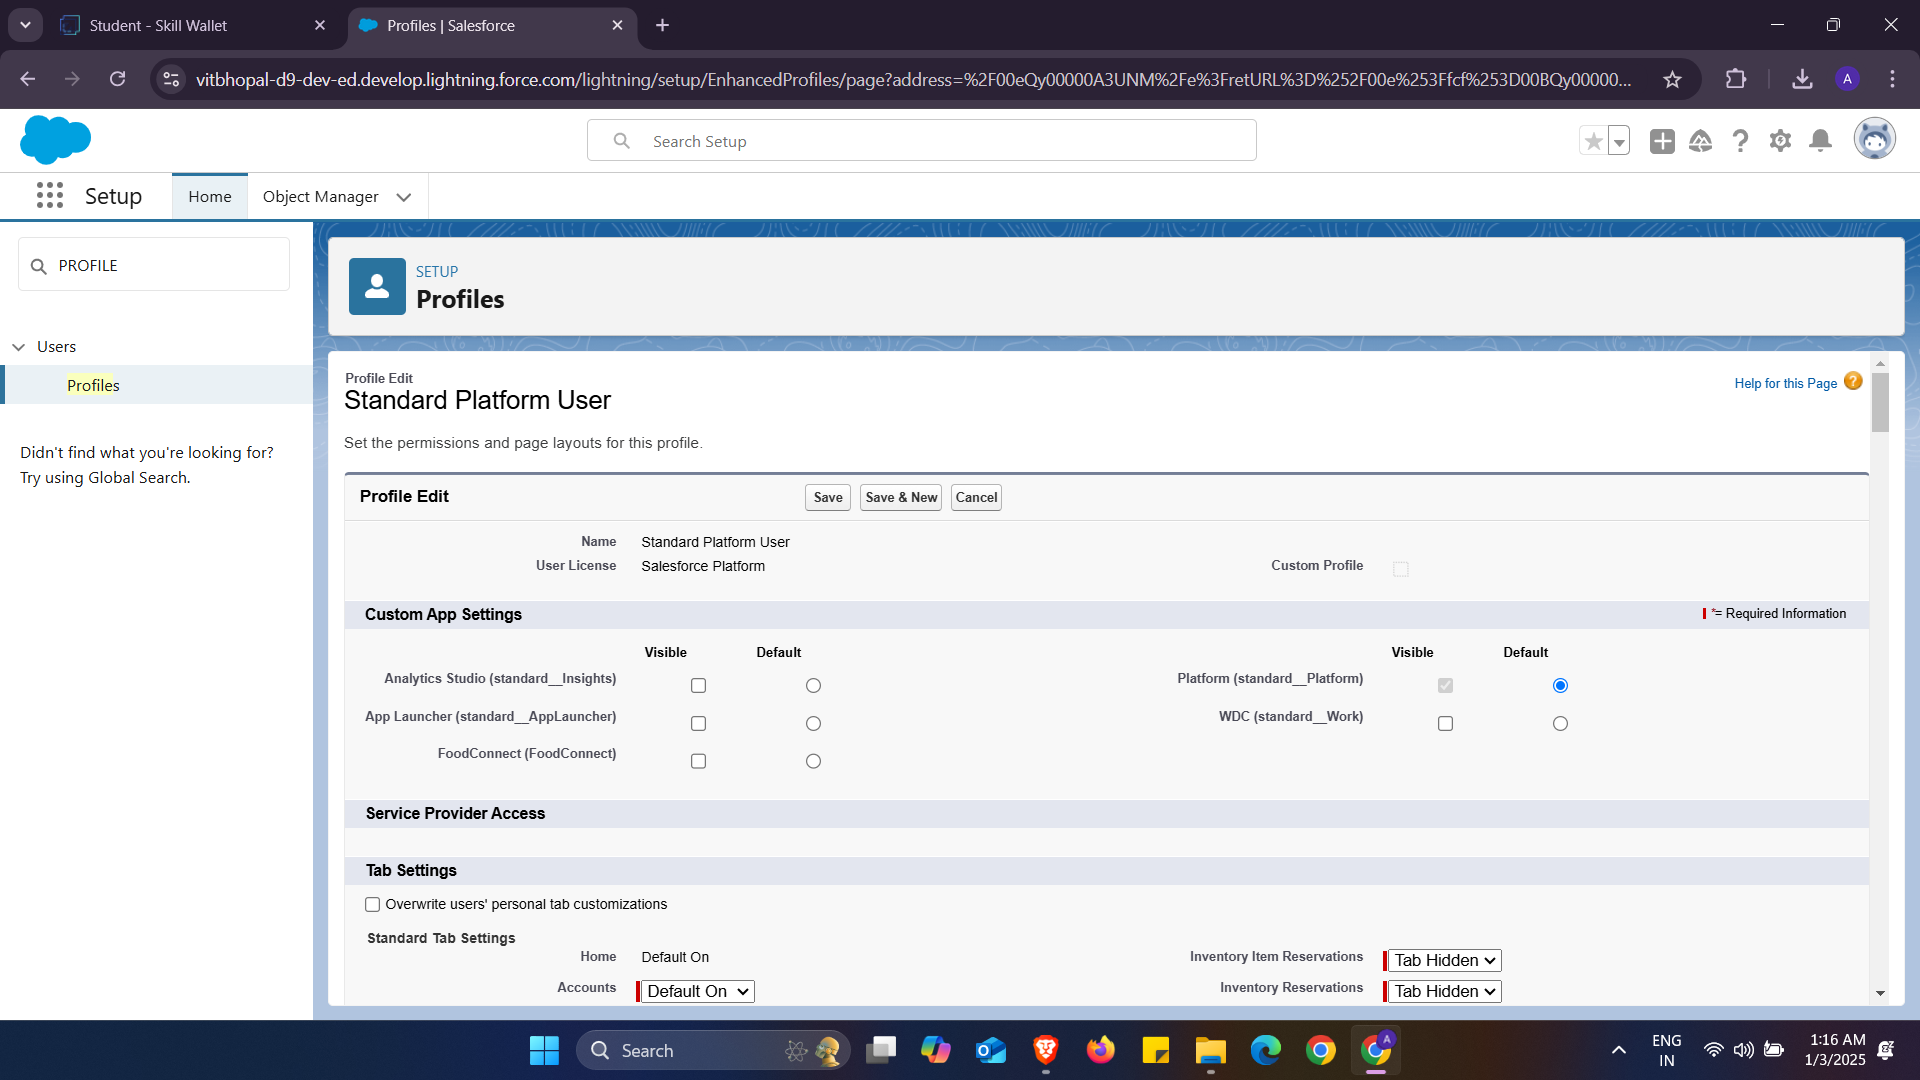 Student - Skill Wallet
Profiles | Salesforce
vitbhopal-d9-dev-ed.develop.lightning.force.com/lightning/setup/EnhancedProfiles/page?address=%2F00eQy00000A3UNM%2Fe%3FretURL%3D%252F00e%253Ffcf%253D00BQy00000...
A
Search Setup
Setup
Home
Object Manager
PROFILE
Users
Profiles
Didn't find what you're looking for?
Try using Global Search.
SETUP
Profiles
Profile Edit
Standard Platform User
Help for this Page ?
Set the permissions and page layouts for this profile.
Profile Edit
Save
Save & New
Cancel
Name Standard Platform User
User License Salesforce Platform
Custom Profile
Custom App Settings
*= Required Information
Visible Default
Visible Default
Analytics Studio (standard__Insights)
Platform (standard__Platform)
App Launcher (standard__AppLauncher)
WDC (standard__Work)
FoodConnect (FoodConnect)
Service Provider Access
Tab Settings
Overwrite users' personal tab customizations
Standard Tab Settings
Home Default On
Inventory Item Reservations Tab Hidden
Accounts Default On
Inventory Reservations Tab Hidden
Search
A
ENG
IN
1:16 AM
1/3/2025